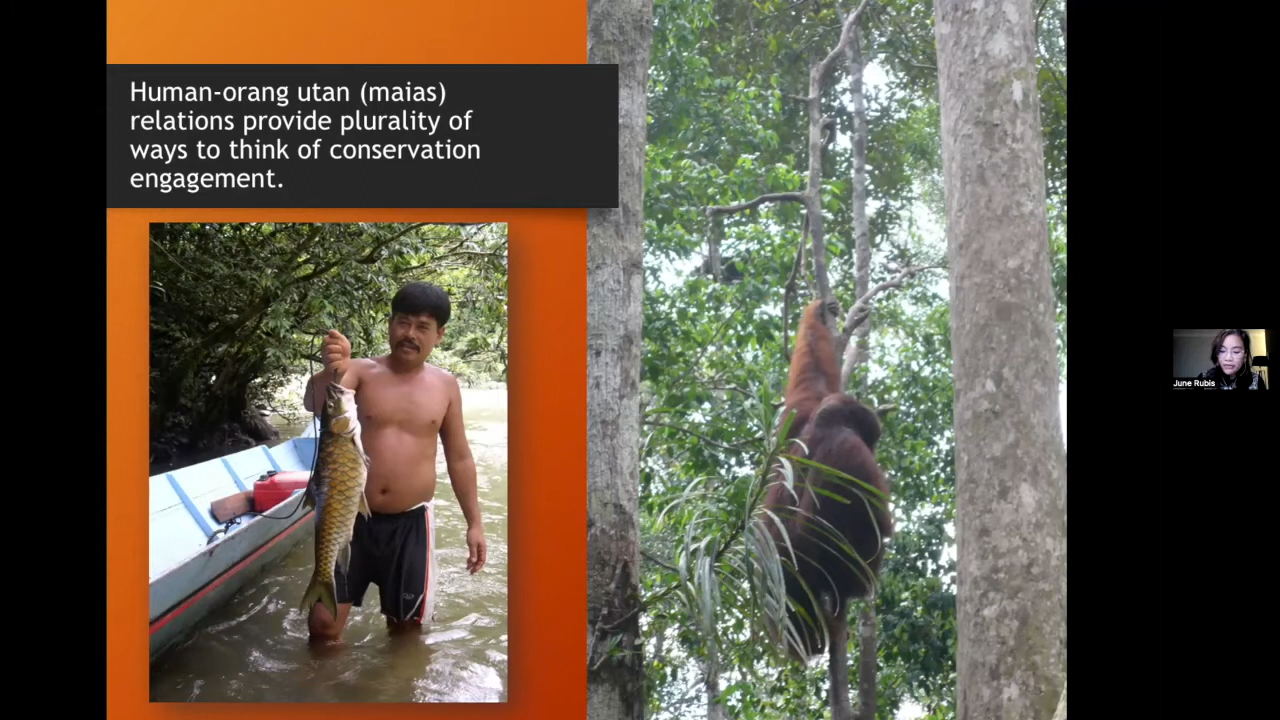 Human-orang utan (maias)
relations provide plurality of
ways to think of conservation
engagement.
June Rubis